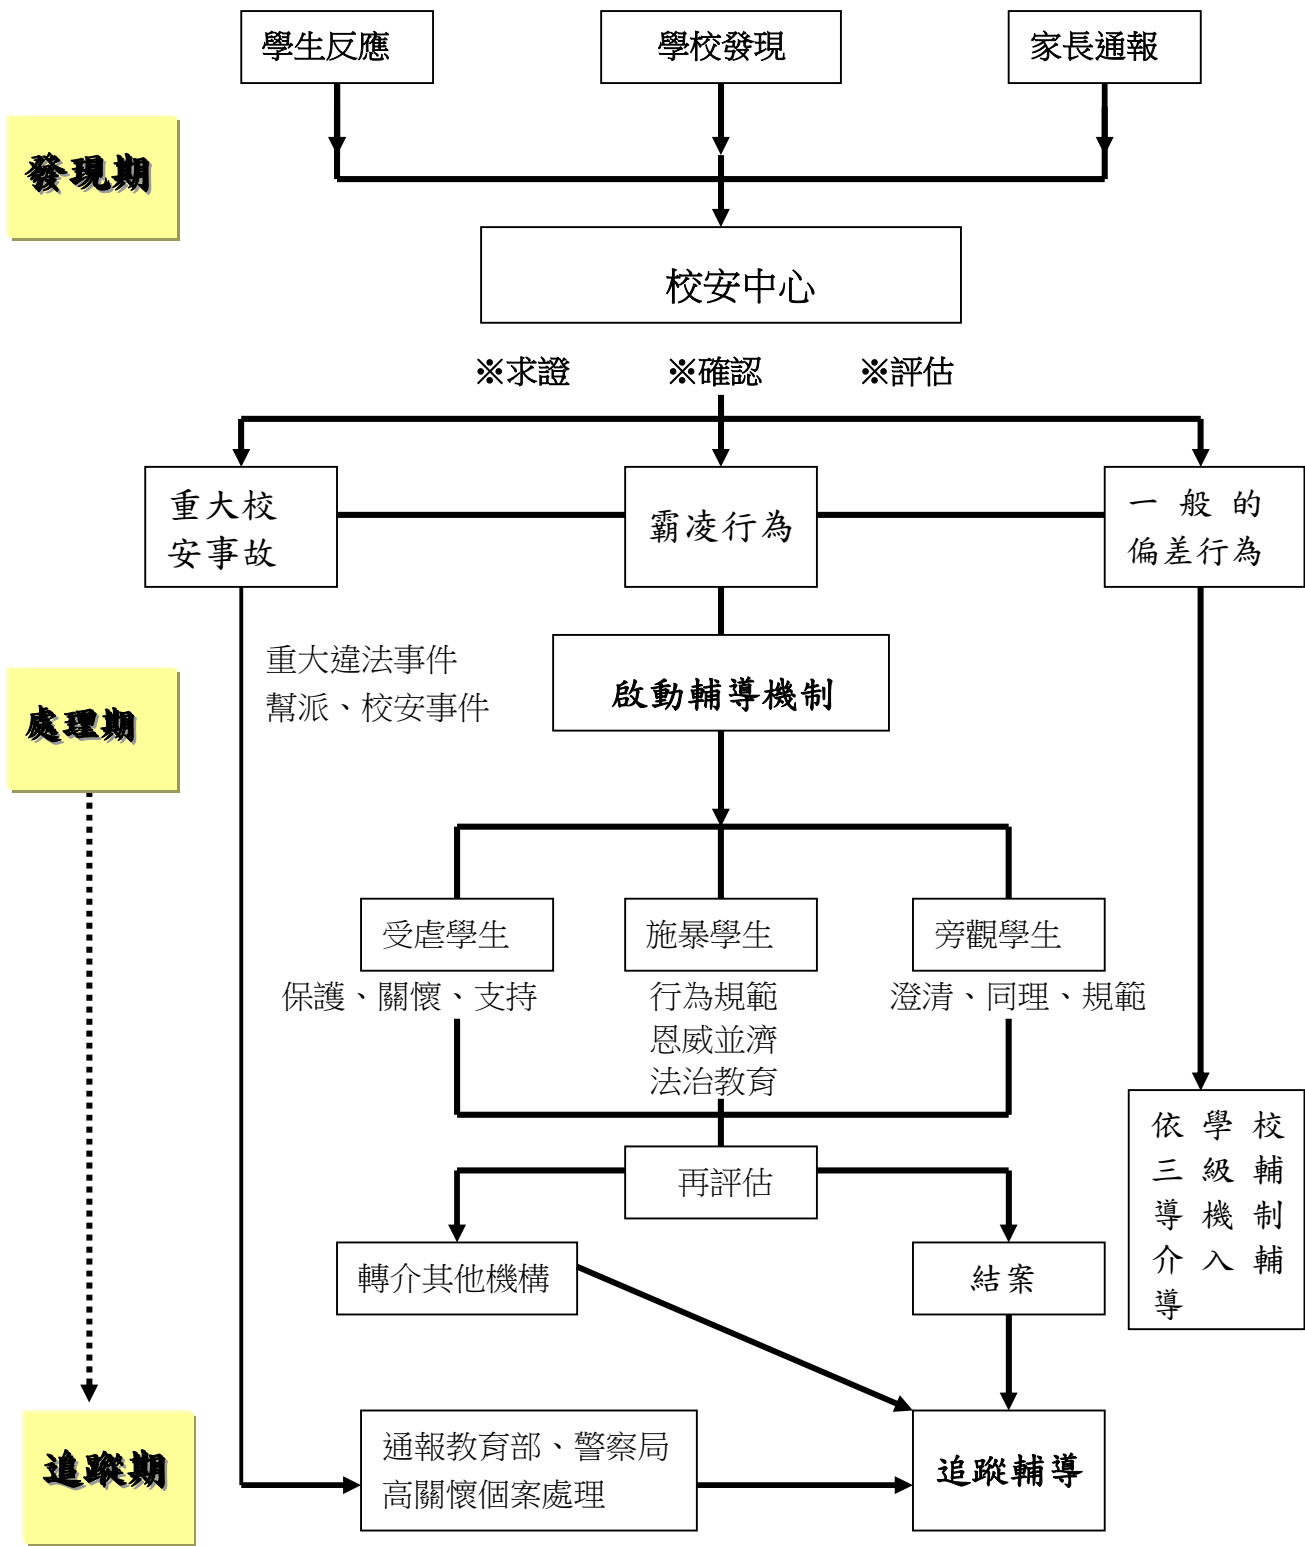 學生反應
學校發現
家長通報
發現期
校安中心
※求證 ※確認 ※評估
重大校
安事故
霸凌行為
一般的
偏差行為
重大違法事件
幫派、校安事件
啟動輔導機制
處理期
受虐學生
施暴學生
旁觀學生
保護、關懷、支持
行為規範
恩威並濟
法治教育
澄清、同理、規範
再評估
依學校
三級輔
導機制
介入輔
導
轉介其他機構
結案
追蹤期
通報教育部、警察局
高關懷個案處理
追蹤輔導